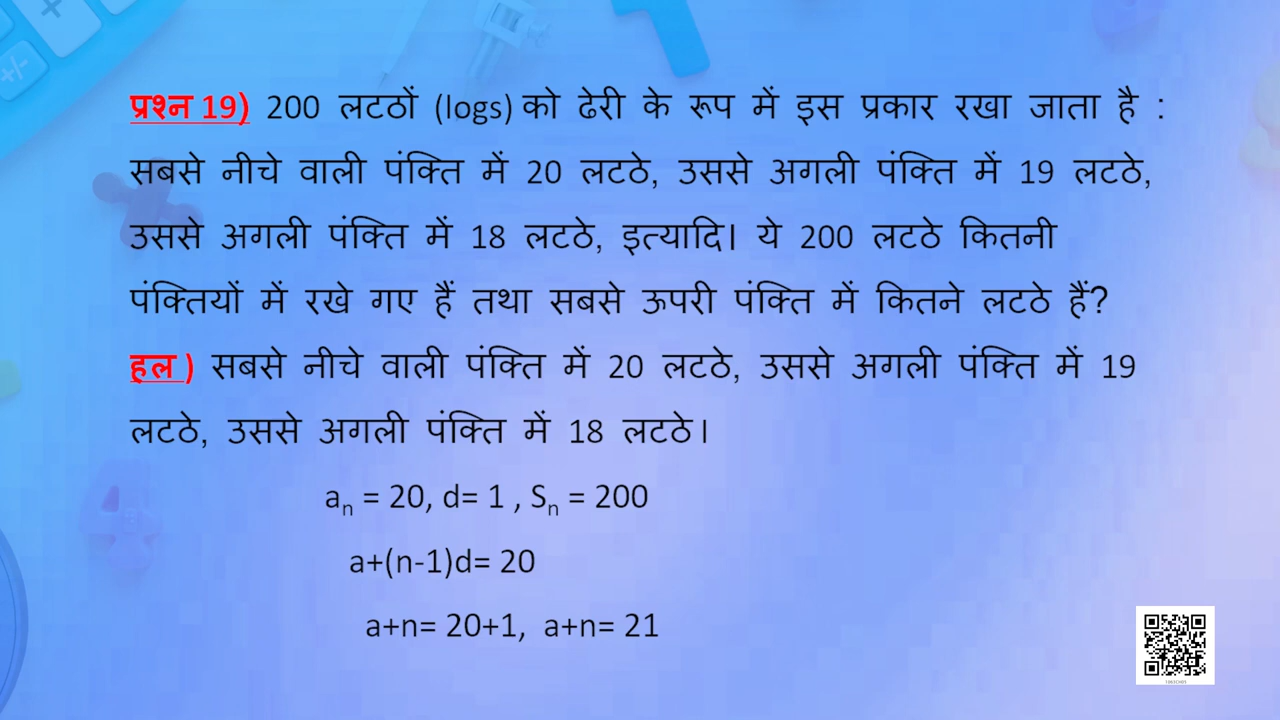 प्रश्न 19) 200 लटठों (logs) को ढेरी के रूप में इस प्रकार रखा जाता है :
सबसे नीचे वाली पंक्ति में 20 लटठे, उससे अगली पंक्ति में 19 लटठे,
उससे अगली पंक्ति में 18 लटठे, इत्यादि। ये 200 लटठे कितनी
पंक्तियों में रखे गए हैं तथा सबसे ऊपरी पंक्ति में कितने लटठे हैं?
हल ) सबसे नीचे वाली पंक्ति में 20 लटठे, उससे अगली पंक्ति में 19
लटठे, उससे अगली पंक्ति में 18 लटठे।
aₙ = 20, d= 1 , Sₙ = 200
a+(n-1)d= 20
a+n= 20+1, a+n= 21